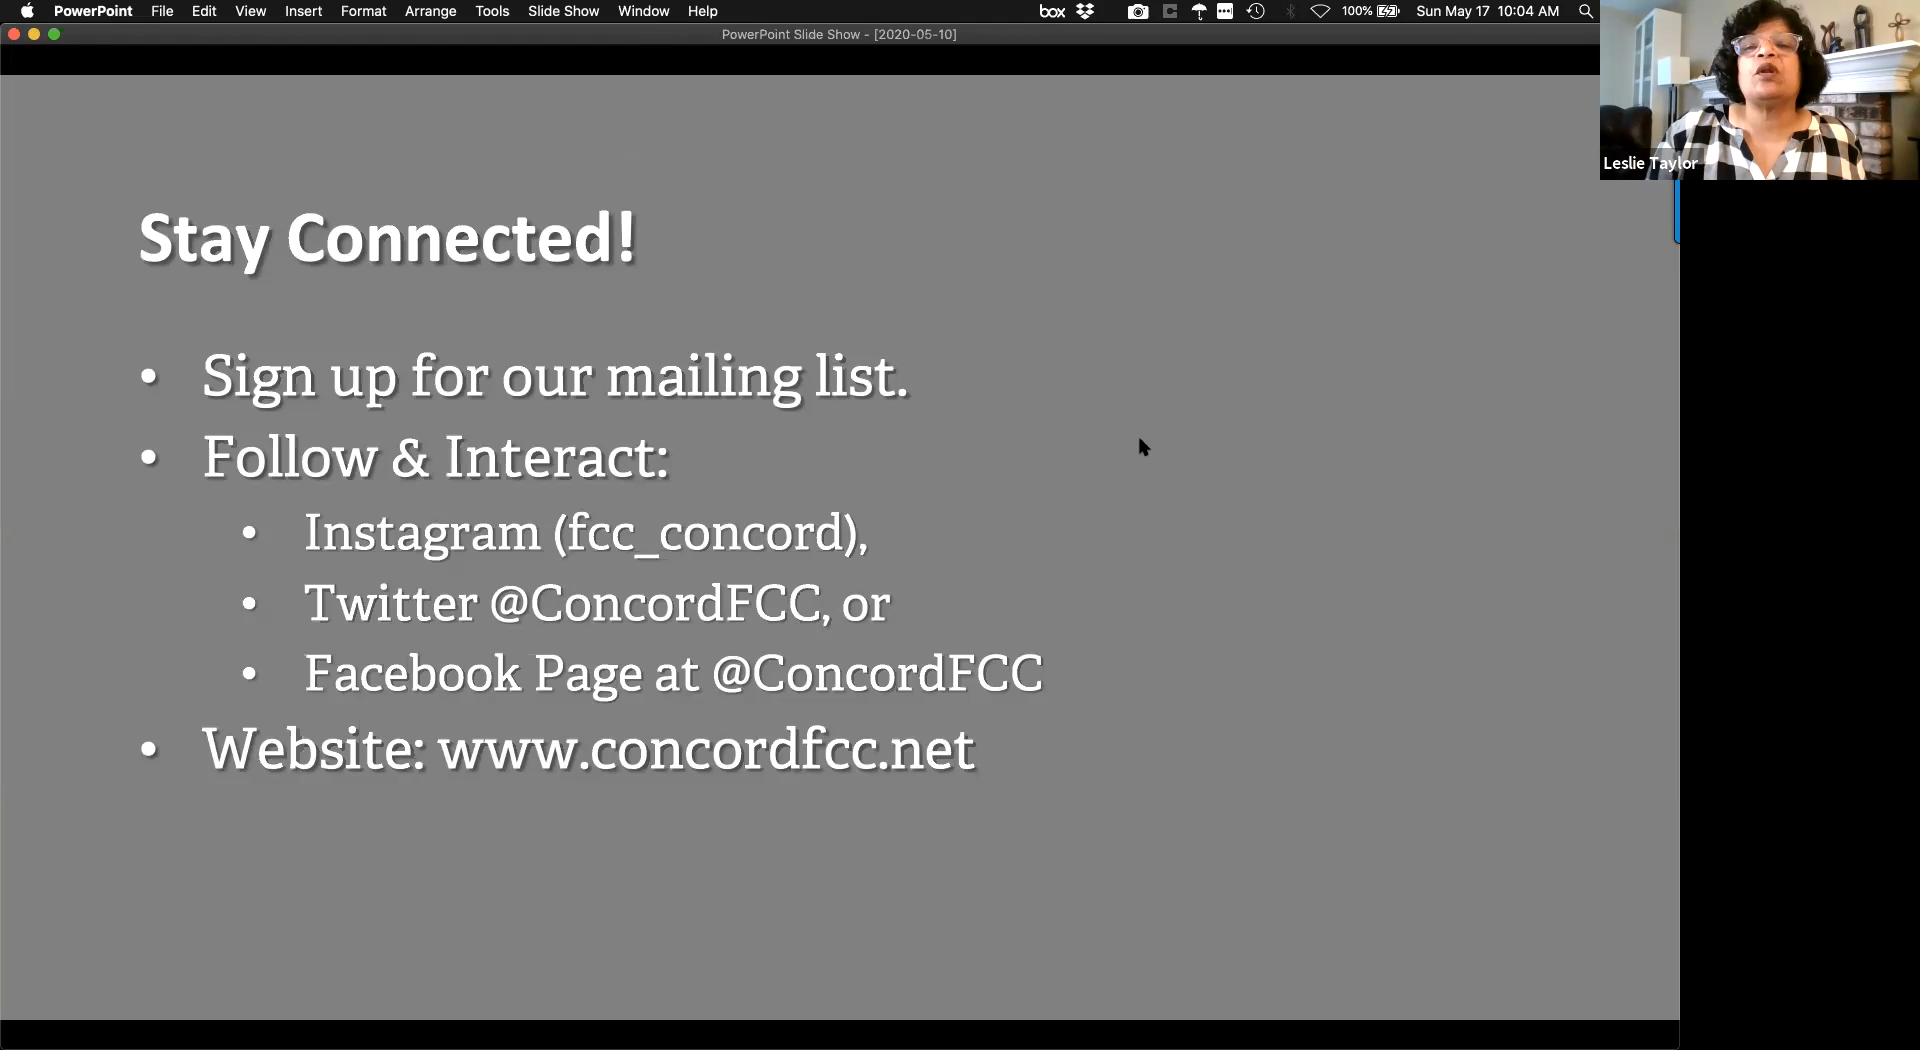 PowerPoint File Edit View Insert Format Arrange Tools Slide Show Window Help box 100% Sun May 17 10:04 AM
PowerPoint Slide Show - [2020-05-10]
Leslie Taylor
Stay Connected!
• Sign up for our mailing list.
• Follow & Interact:
• Instagram (fcc_concord),
• Twitter @ConcordFCC, or
• Facebook Page at @ConcordFCC
• Website: www.concordfcc.net